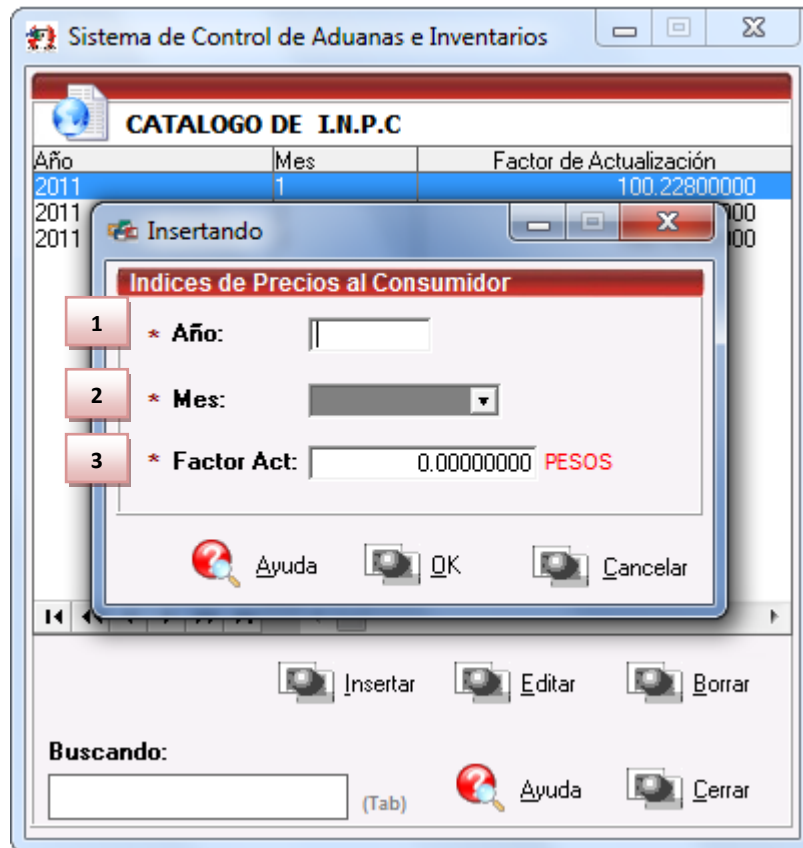 Sistema de Control de Aduanas e Inventarios
CATALOGO DE I.N.P.C
Año Mes Factor de Actualización
2011 1 100.22800000
2011 000
2011 000
Insertando
Indices de Precios al Consumidor
1 * Año:
2 * Mes:
3 * Factor Act: 0.00000000 PESOS
Ayuda OK Cancelar
Insertar Editar Borrar
Buscando:
(Tab) Ayuda Cerrar